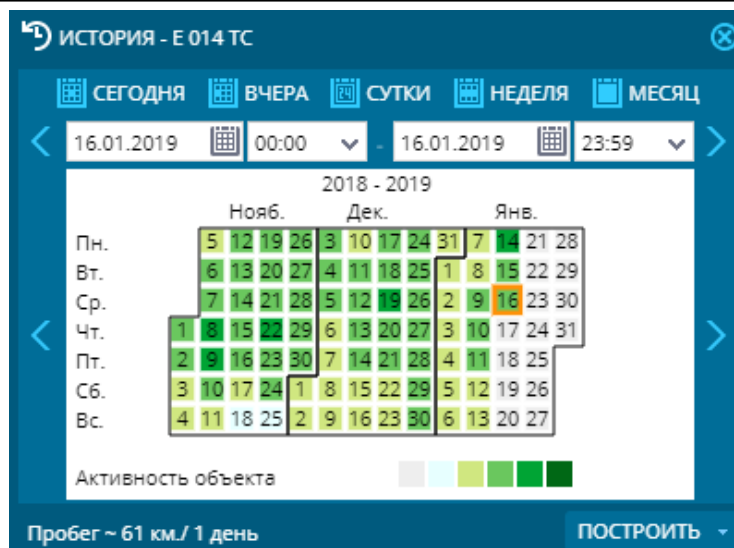 ИСТОРИЯ - Е 014 ТС
СЕГОДНЯ ВЧЕРА 24 СУТКИ НЕДЕЛЯ МЕСЯЦ
16.01.2019 00:00 - 16.01.2019 23:59
2018 - 2019
Нояб. Дек. Янв.
Пн. 5 12 19 26 3 10 17 24 31 7 14 21 28
Вт. 6 13 20 27 4 11 18 25 1 8 15 22 29
Ср. 7 14 21 28 5 12 19 26 2 9 16 23 30
Чт. 1 8 15 22 29 6 13 20 27 3 10 17 24 31
Пт. 2 9 16 23 30 7 14 21 28 4 11 18 25
Сб. 3 10 17 24 1 8 15 22 29 5 12 19 26
Вс. 4 11 18 25 2 9 16 23 30 6 13 20 27
Активность объекта
Пробег ~ 61 км./ 1 день ПОСТРОИТЬ